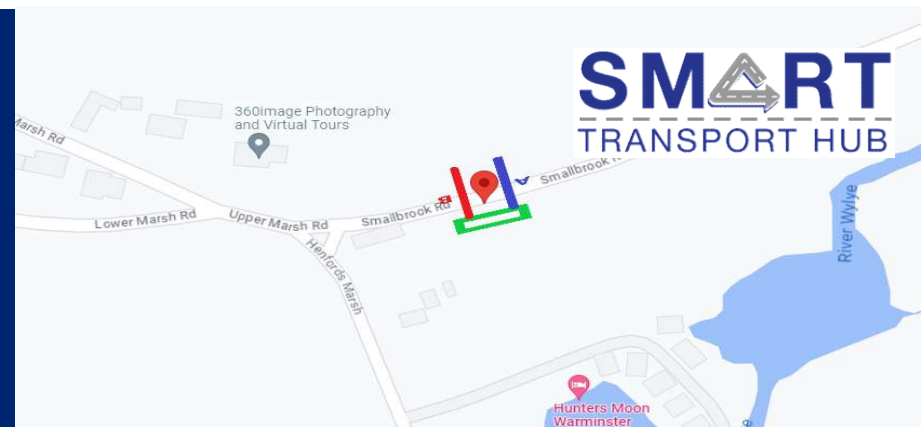 SMART
TRANSPORT HUB
360image Photography
and Virtual Tours
Marsh Rd
Lower Marsh Rd
Upper Marsh Rd
Smallbrook Rd
B
A
Smallbrook
Henfords Marsh
River Wylye
Hunters Moon
Warminster